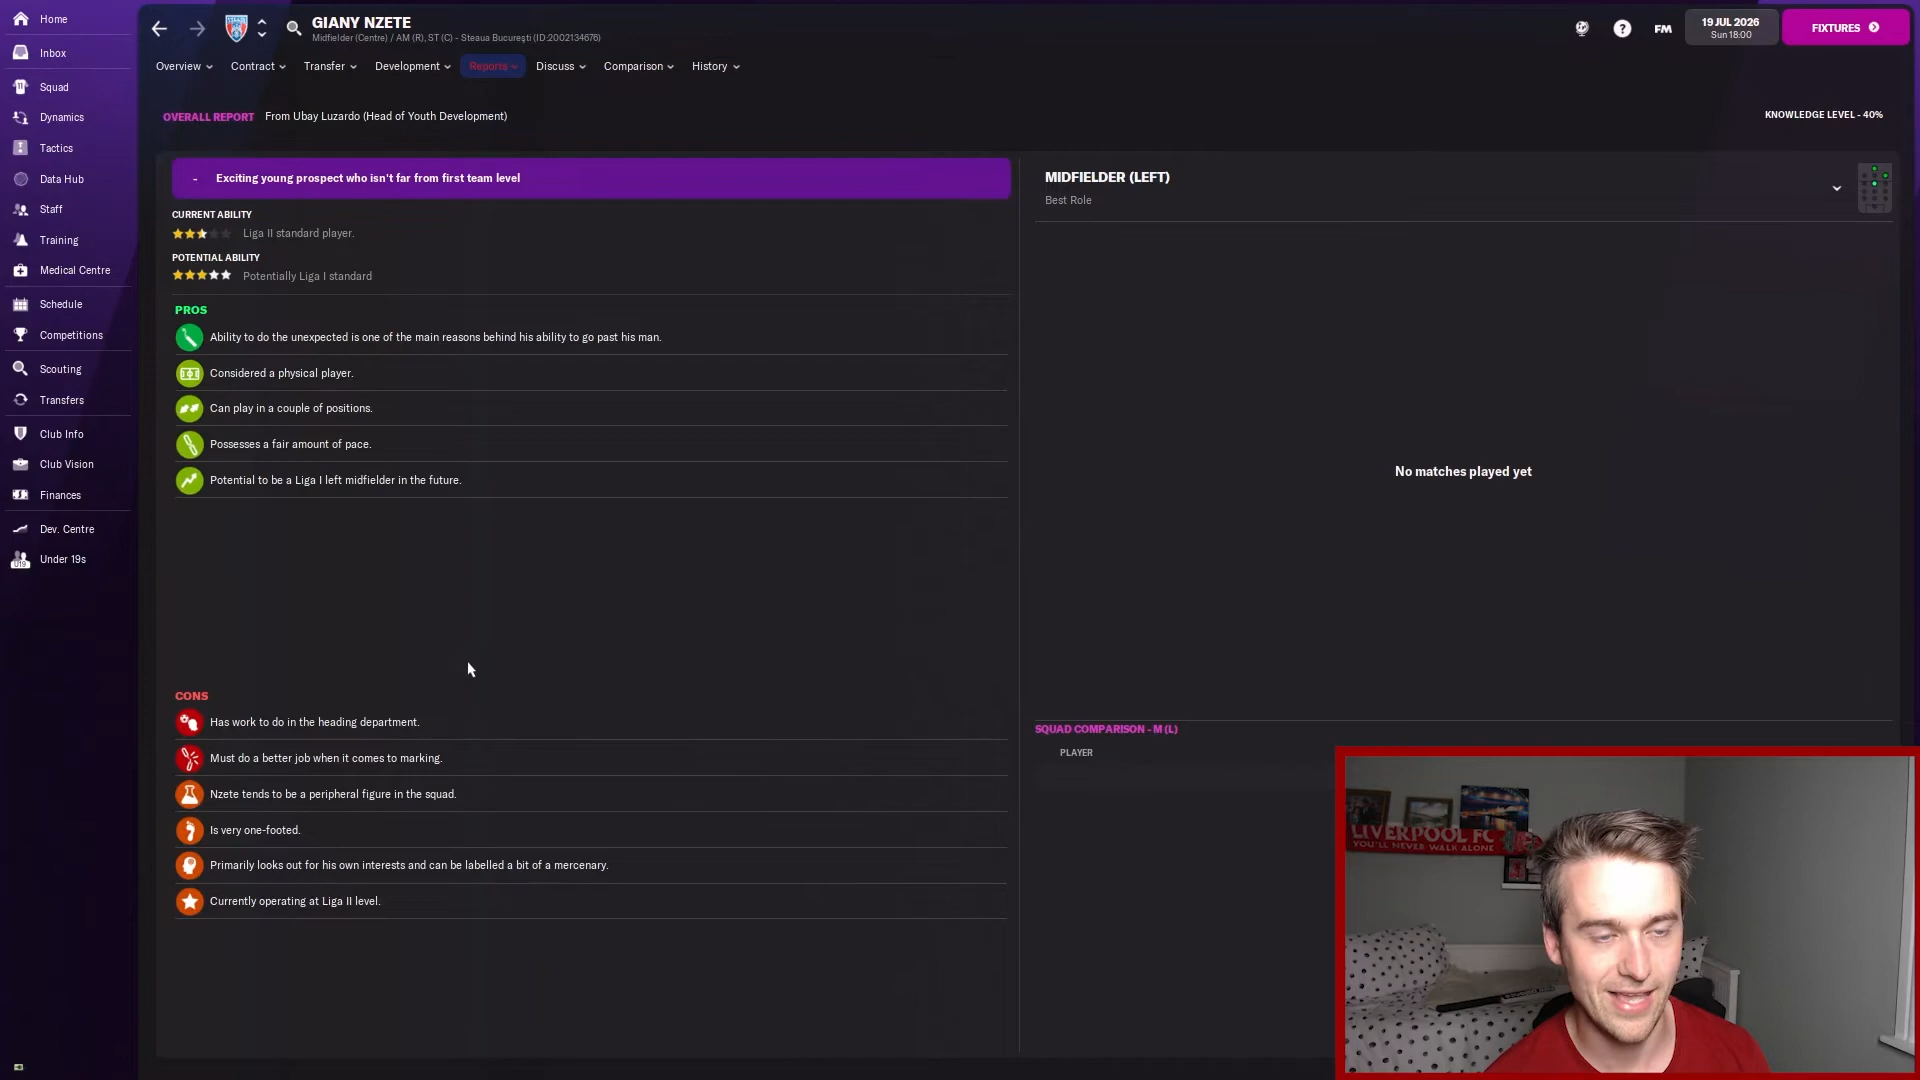 Home
Inbox
Squad
Dynamics
Tactics
Data Hub
Staff
Training
Medical Centre
Schedule
Competitions
Scouting
Transfers
Club Info
Club Vision
Finances
Dev. Centre
Under 19s
GIANY NZETE
Midfielder (Centre) / AM (R), ST (C) - Steaua Bucureşti (ID:2002134676)
FM
19 JUL 2026
Sun 18:00
FIXTURES
Overview Contract Transfer Development Reports Discuss Comparison History
OVERALL REPORT From Ubay Luzardo (Head of Youth Development)
KNOWLEDGE LEVEL - 40%
- Exciting young prospect who isn't far from first team level
CURRENT ABILITY
Liga II standard player.
POTENTIAL ABILITY
Potentially Liga I standard
PROS
Ability to do the unexpected is one of the main reasons behind his ability to go past his man.
Considered a physical player.
Can play in a couple of positions.
Possesses a fair amount of pace.
Potential to be a Liga I left midfielder in the future.
CONS
Has work to do in the heading department.
Must do a better job when it comes to marking.
Nzete tends to be a peripheral figure in the squad.
Is very one-footed.
Primarily looks out for his own interests and can be labelled a bit of a mercenary.
Currently operating at Liga II level.
MIDFIELDER (LEFT)
Best Role
No matches played yet
SQUAD COMPARISON - M (L)
PLAYER
LIVERPOOL FC
YOU'LL NEVER WALK ALONE